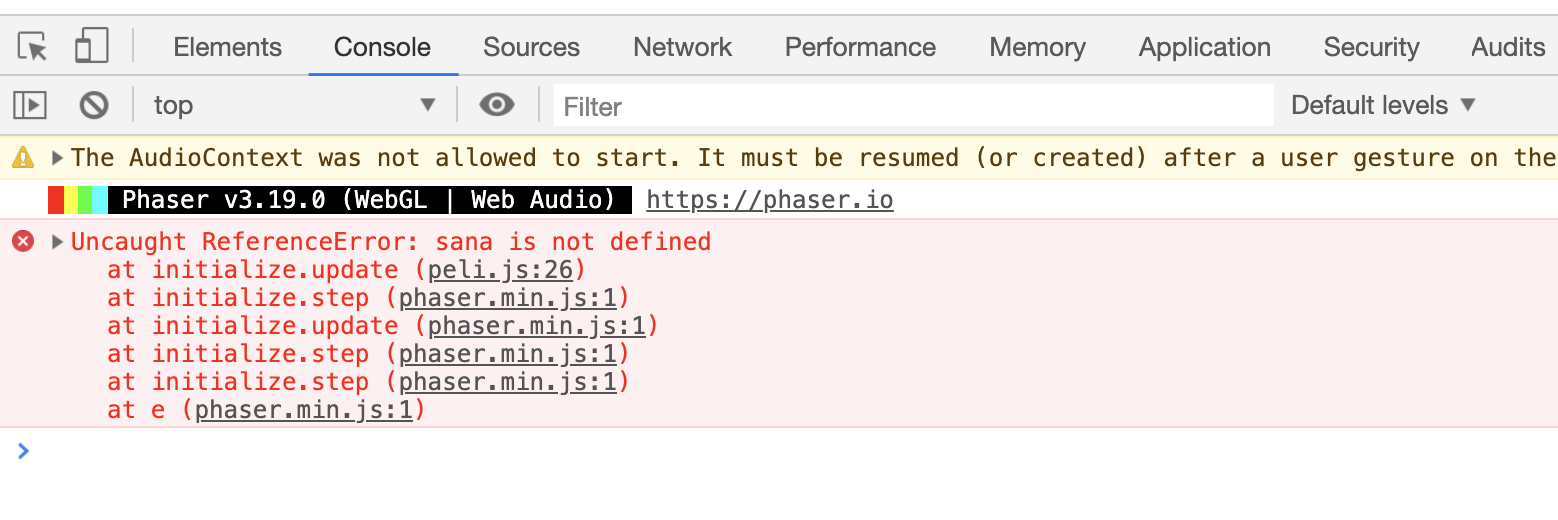 Elements Console Sources Network Performance Memory Application Security Audits
top Filter Default levels
The AudioContext was not allowed to start. It must be resumed (or created) after a user gesture on the
Phaser v3.19.0 (WebGL | Web Audio) https://phaser.io
Uncaught ReferenceError: sana is not defined
at initialize.update (peli.js:26)
at initialize.step (phaser.min.js:1)
at initialize.update (phaser.min.js:1)
at initialize.step (phaser.min.js:1)
at initialize.step (phaser.min.js:1)
at e (phaser.min.js:1)